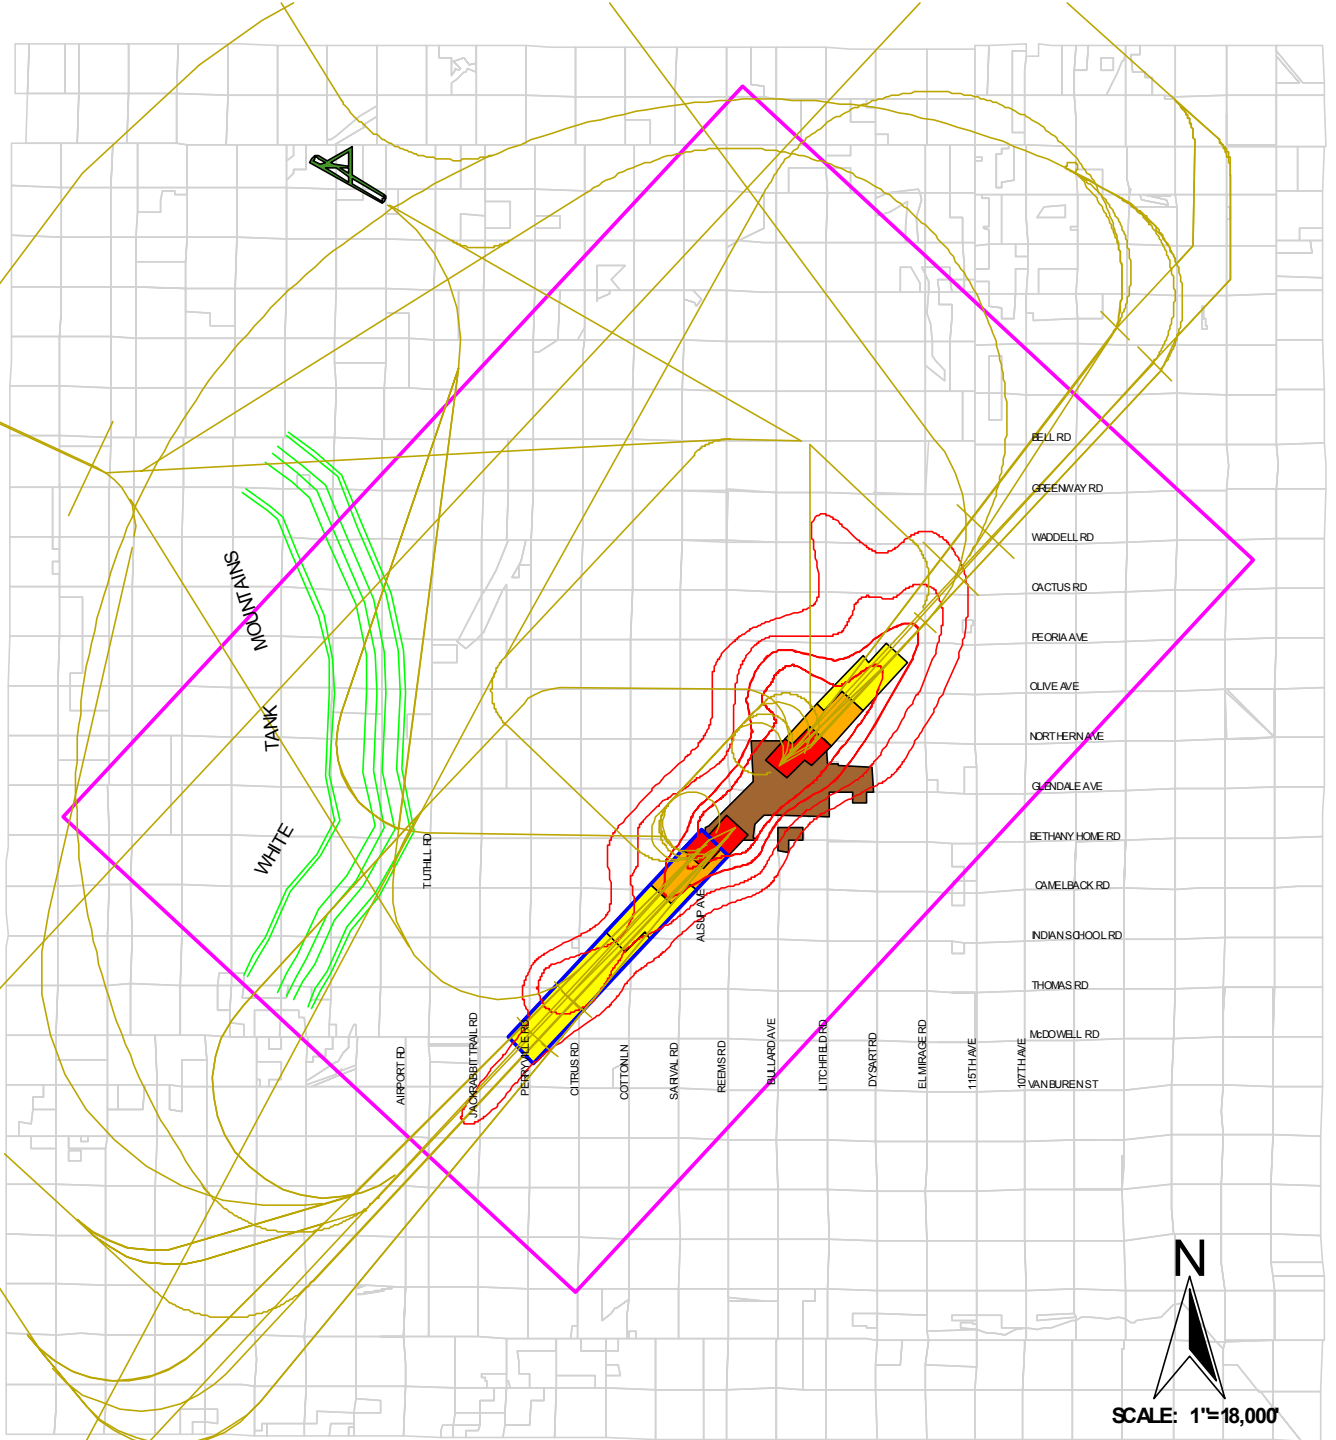 BELL RD
GREENWAY RD
WADDELL RD
CACTUS RD
PEORIA AVE
OLIVE AVE
NORTHERN AVE
GLENDALE AVE
BETHANY HOME RD
CAMELBACK RD
INDIAN SCHOOL RD
THOMAS RD
McDOWELL RD
VAN BUREN ST
MOUNTAINS
TANK
WHITE
TUTHILL RD
ALSUP AVE
AIRPORT RD
JACKRABBIT TRAIL RD
PERRYVILLE RD
CITRUS RD
COTTON LN
SARIVAL RD
REEMS RD
BULLARD AVE
LITCHFIELD RD
DYSART RD
EL MIRAGE RD
115TH AVE
107TH AVE
N
SCALE: 1"=18,000'